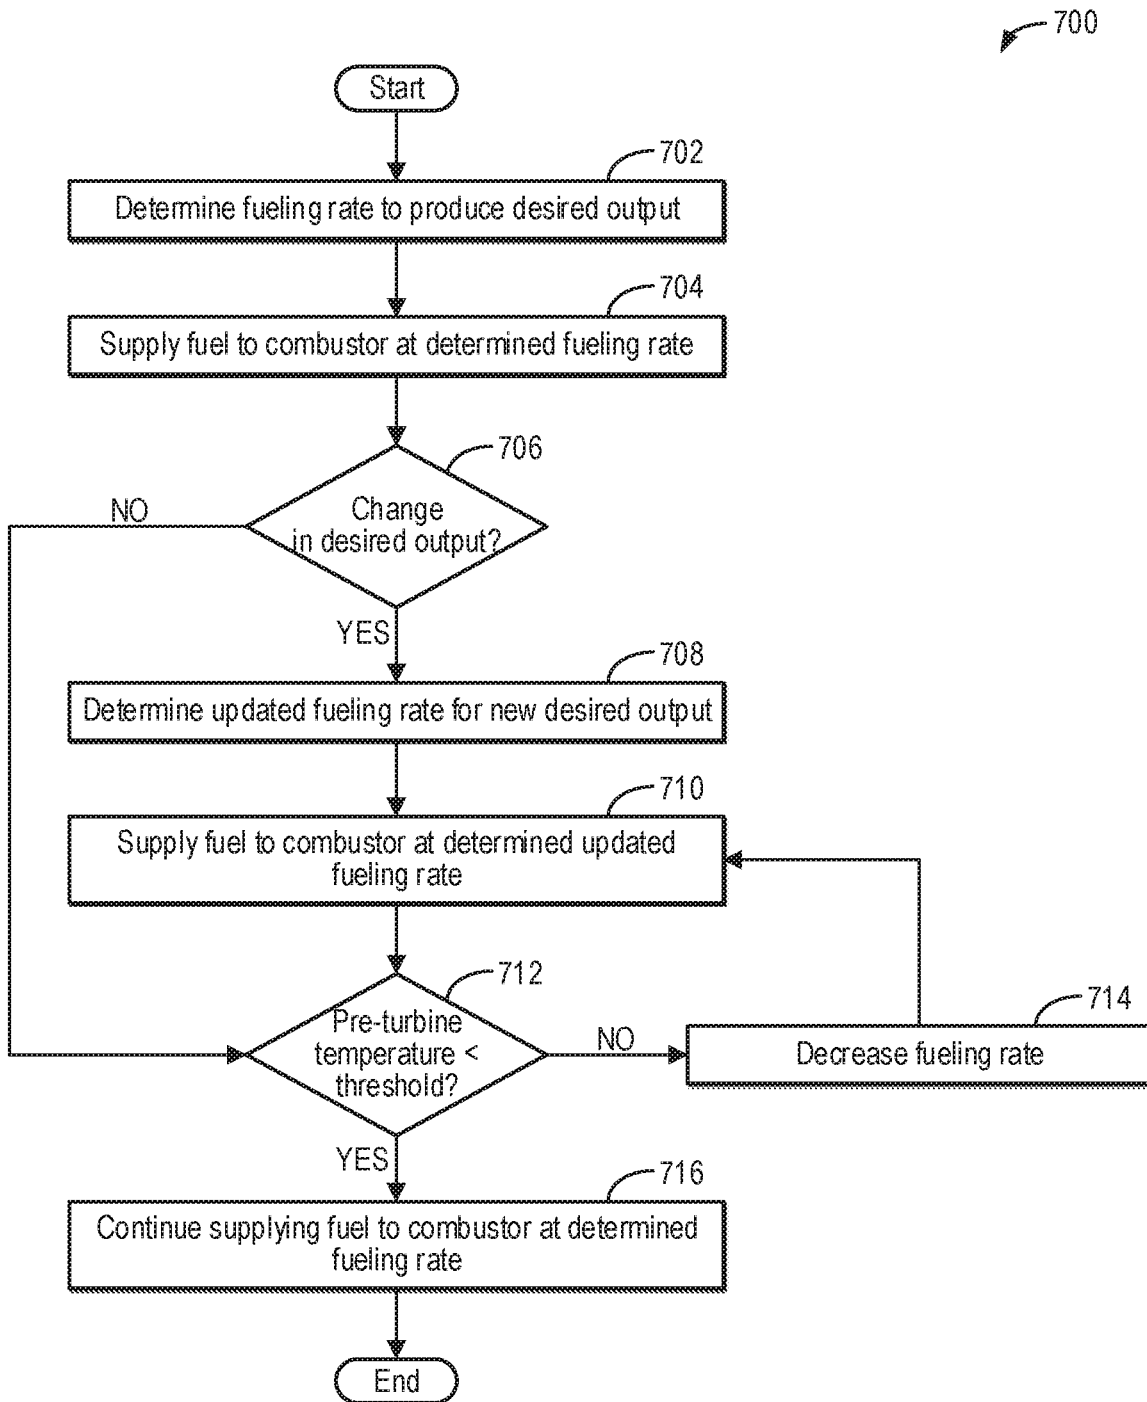 700
Start
702
Determine fueling rate to produce desired output
704
Supply fuel to combustor at determined fueling rate
706
Change
in desired output?
NO
YES
708
Determine updated fueling rate for new desired output
710
Supply fuel to combustor at determined updated
fueling rate
712
Pre-turbine
temperature <
threshold?
NO
714
Decrease fueling rate
YES
716
Continue supplying fuel to combustor at determined
fueling rate
End